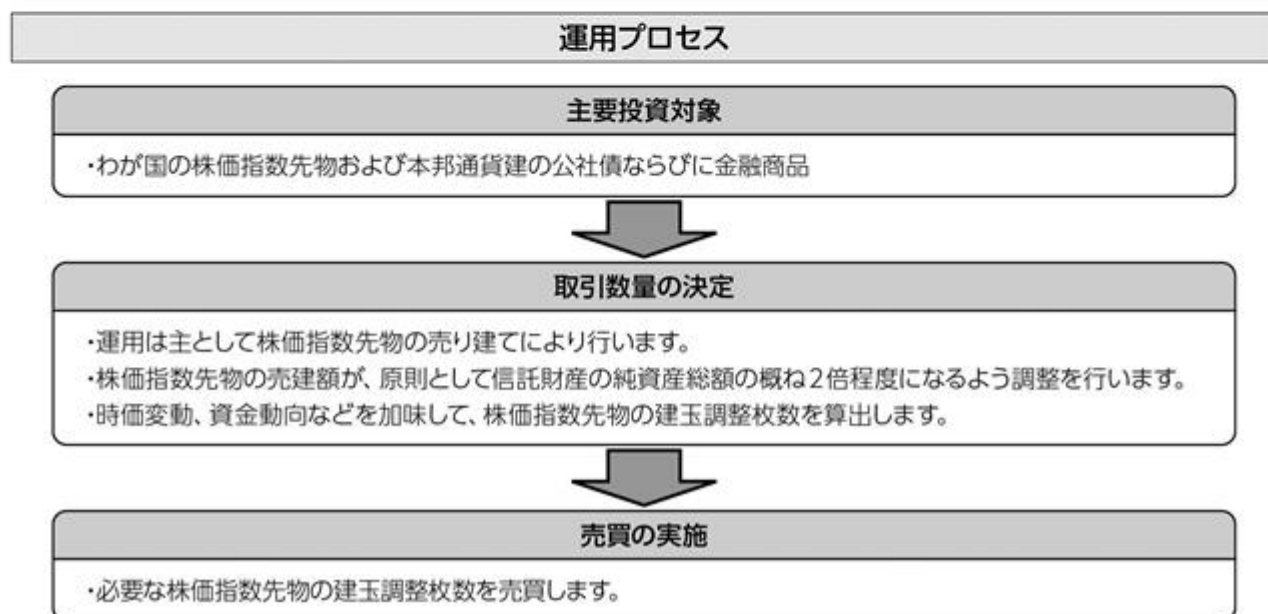 運用プロセス
主要投資対象
・わが国の株価指数先物および本邦通貨建の公社債ならびに金融商品
取引数量の決定
・運用は主として株価指数先物の売り建てにより行います。
・株価指数先物の売建額が、原則として信託財産の純資産総額の概ね2倍程度になるよう調整を行います。
・時価変動、資金動向などを加味して、株価指数先物の建玉調整枚数を算出します。
売買の実施
・必要な株価指数先物の建玉調整枚数を売買します。